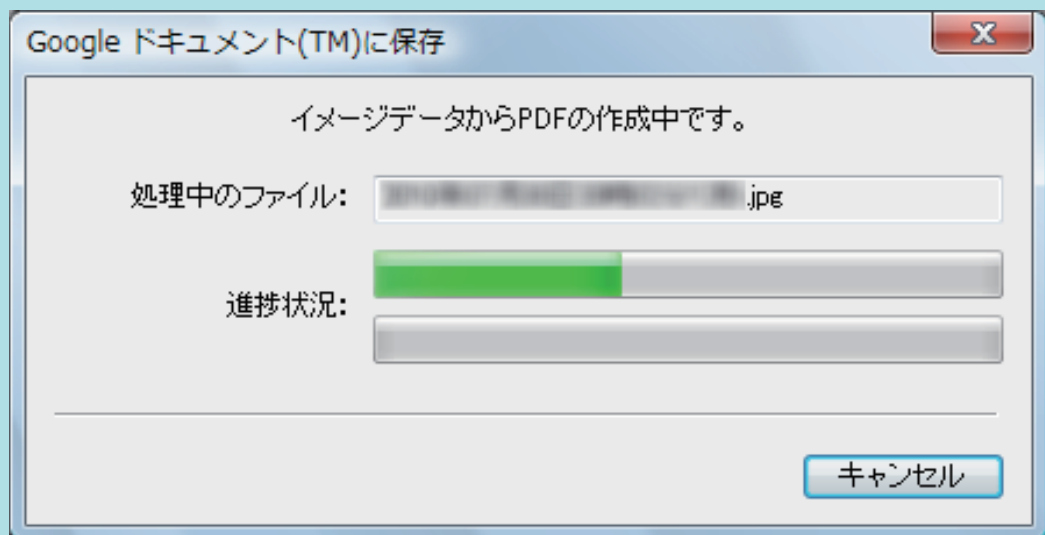 Google ドキュメント(TM)に保存
イメージデータからPDFの作成中です。
処理中のファイル: .jpg
進捗状況:
キャンセル